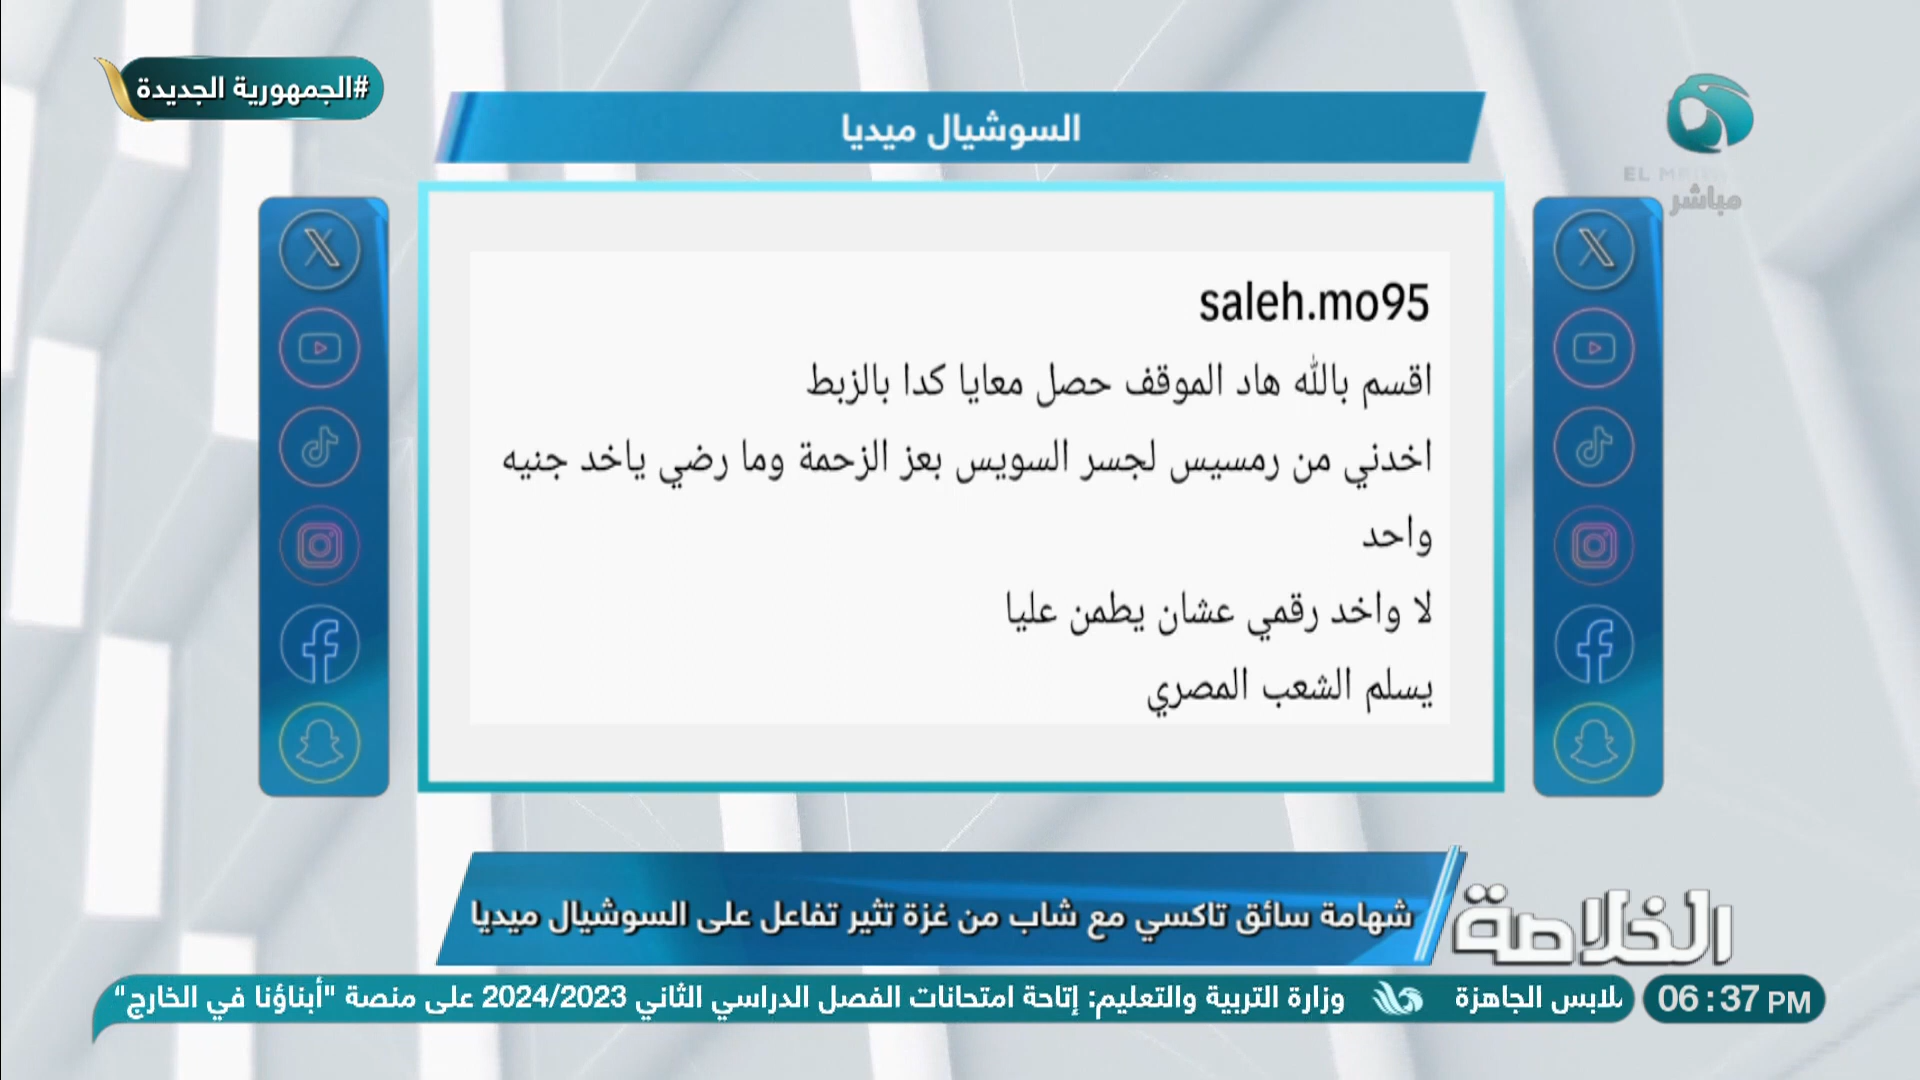 #الجمهورية الجديدة
السوشيال ميديا
مباشر
saleh.mo95
اقسم بالله هاد الموقف حصل معايا كدا بالزبط
اخدني من رمسيس لجسر السويس بعز الزحمة وما رضي ياخد جنيه
واحد
لا واخد رقمي عشان يطمن عليا
يسلم الشعب المصري
شهامة سائق تاكسي مع شاب من غزة تثير تفاعل على السوشيال ميديا
الخلاصة
ملابس الجاهزة
وزارة التربية والتعليم: إتاحة امتحانات الفصل الدراسي الثاني 2024/2023 على منصة "أبناؤنا في الخارج"
06:37 PM